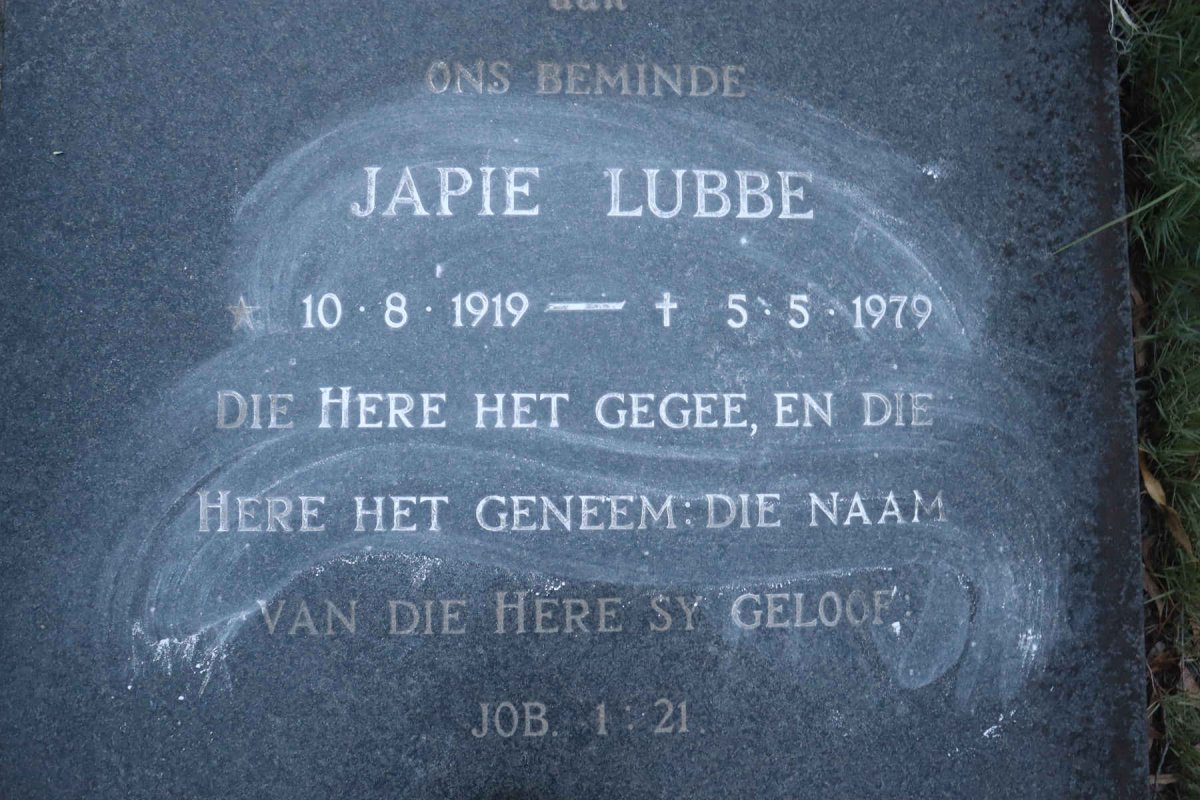 aan
ONS BEMINDE
JAPIE LUBBE
★ 10·8·1919 — † 5·5·1979
DIE HERE HET GEGEE, EN DIE
HERE HET GENEEM: DIE NAAM
VAN DIE HERE SY GELOOF.
JOB. 1:21.